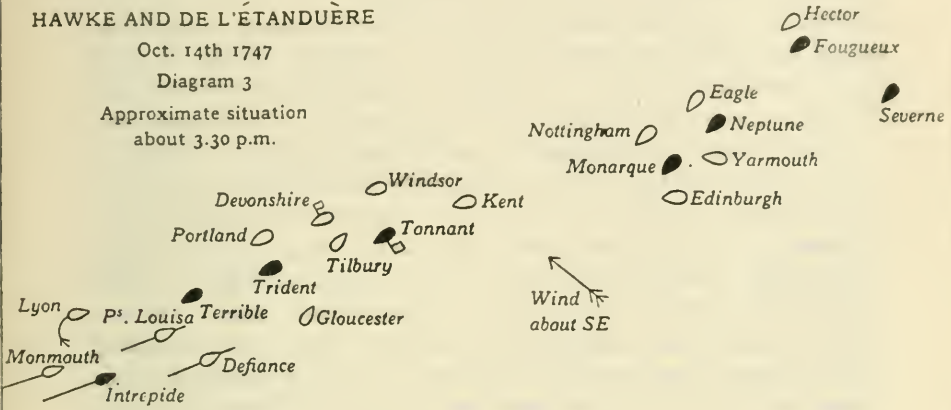 HAWKE AND DE L'ÉTANDUÈRE
Oct. 14th 1747
Diagram 3
Approximate situation
about 3.30 p.m.
Hector
Fougueux
Eagle
Severne
Neptune
Nottingham
Monarque
Yarmouth
Edinburgh
Windsor
Devonshire
Kent
Portland
Tonnant
Tilbury
Trident
Wind
about SE
Lyon
Ps. Louisa
Terrible
Gloucester
Monmouth
Defiance
Intrepide